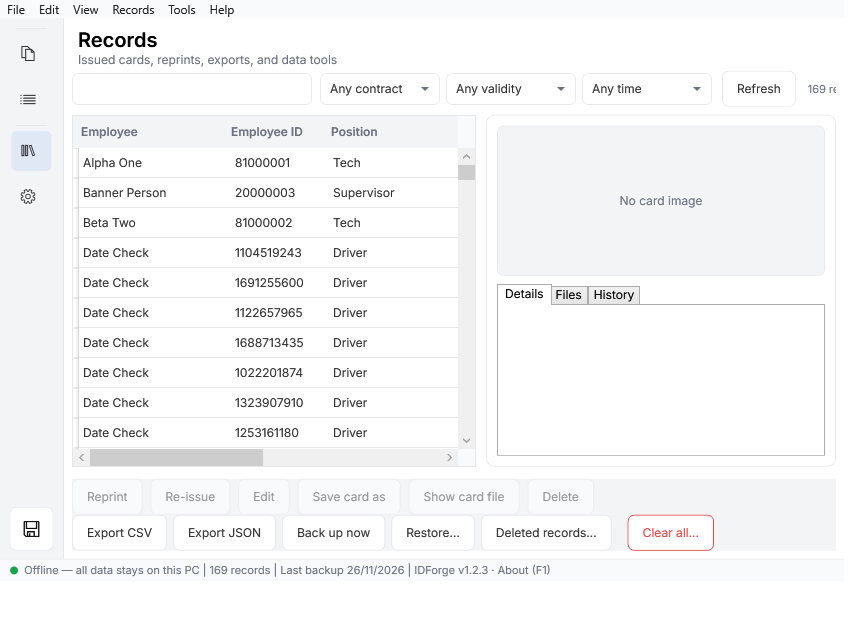 File Edit View Records Tools Help
Records
Issued cards, reprints, exports, and data tools
Any contract Any validity Any time Refresh 169 re
Employee Employee ID Position
Alpha One 81000001 Tech
Banner Person 20000003 Supervisor
Beta Two 81000002 Tech
Date Check 1104519243 Driver
Date Check 1691255600 Driver
Date Check 1122657965 Driver
Date Check 1688713435 Driver
Date Check 1022201874 Driver
Date Check 1323907910 Driver
Date Check 1253161180 Driver
No card image
Details Files History
Reprint Re-issue Edit Save card as Show card file Delete
Export CSV Export JSON Back up now Restore... Deleted records... Clear all...
Offline — all data stays on this PC | 169 records | Last backup 26/11/2026 | IDForge v1.2.3 · About (F1)